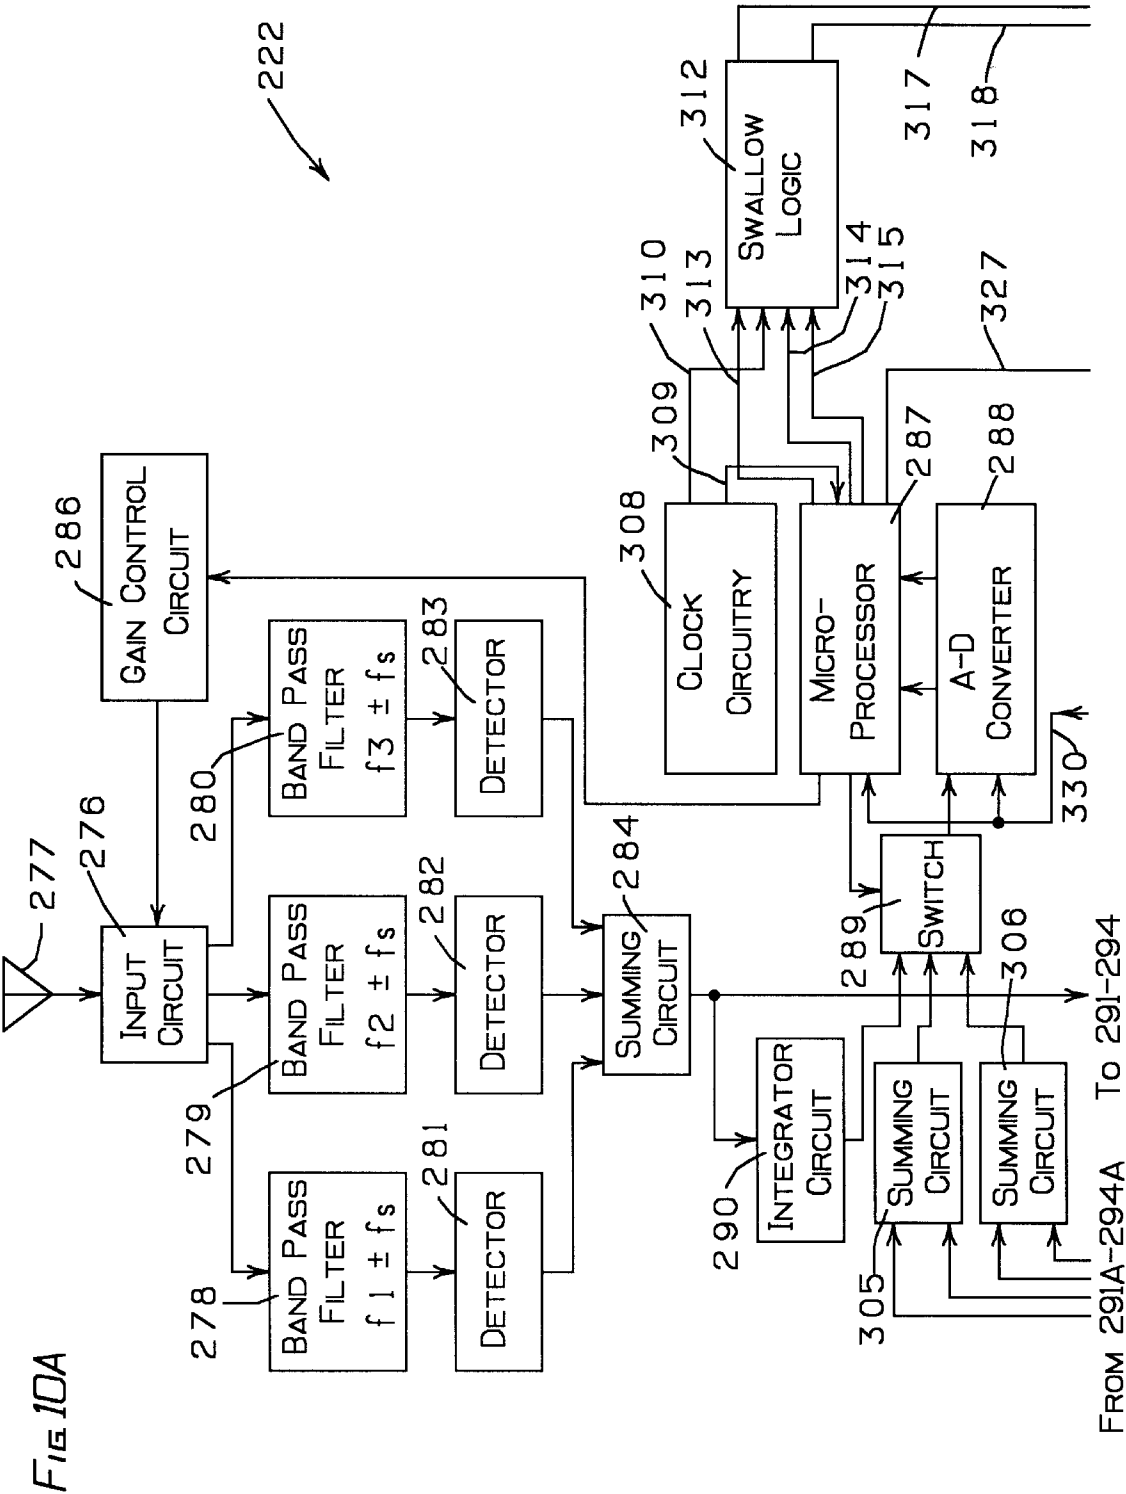 FIG 10A
222
277
276
INPUT
CIRCUIT
286
GAIN CONTROL
CIRCUIT
278
BAND PASS
FILTER
f1 ± fs
279
BAND PASS
FILTER
f2 ± fs
280
BAND PASS
FILTER
f3 ± fs
281
DETECTOR
282
DETECTOR
283
DETECTOR
284
SUMMING
CIRCUIT
290
INTEGRATOR
CIRCUIT
289
SWITCH
305
SUMMING
CIRCUIT
306
SUMMING
CIRCUIT
308
CLOCK
CIRCUITRY
309
310
313
312
SWALLOW
LOGIC
314
315
317
318
MICRO-
PROCESSOR
287
327
A-D
CONVERTER
288
330
FROM 291A-294A
TO 291-294